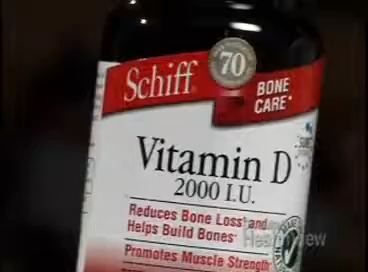 Schiff
70
BONE
CARE*
Vitamin D
2000 I.U.
Reduces Bone Loss† and
Helps Build Bones*
Promotes Muscle Strength*